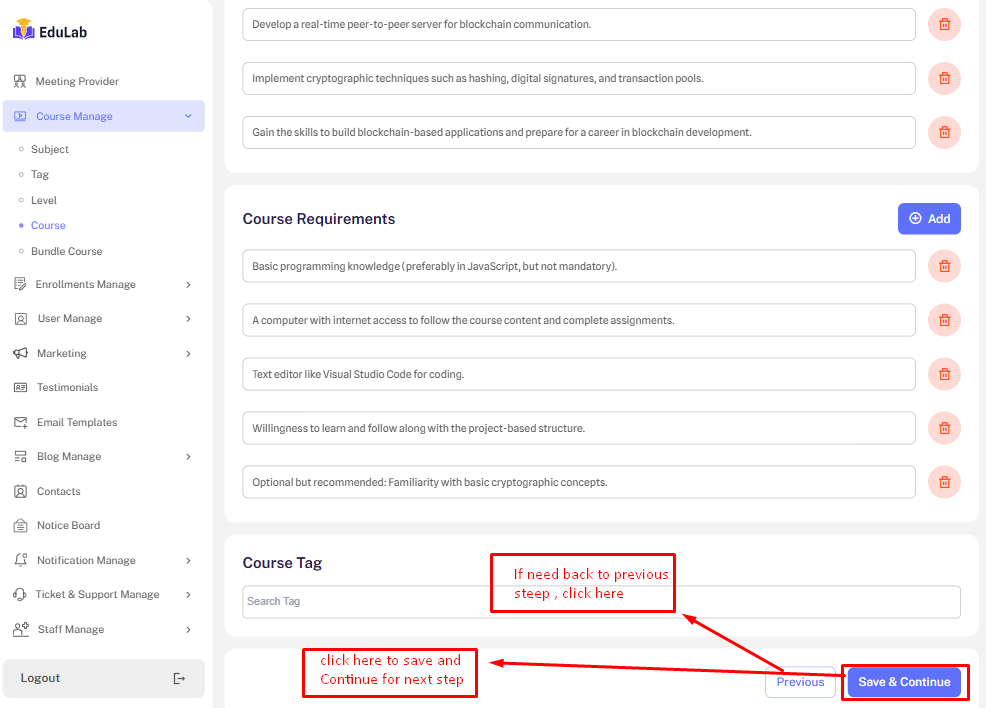 EduLab
Meeting Provider
Course Manage
Subject
Tag
Level
Course
Bundle Course
Enrollments Manage
User Manage
Marketing
Testimonials
Email Templates
Blog Manage
Contacts
Notice Board
Notification Manage
Ticket & Support Manage
Staff Manage
Logout
Develop a real-time peer-to-peer server for blockchain communication.
Implement cryptographic techniques such as hashing, digital signatures, and transaction pools.
Gain the skills to build blockchain-based applications and prepare for a career in blockchain development.
Course Requirements
Add
Basic programming knowledge (preferably in JavaScript, but not mandatory).
A computer with internet access to follow the course content and complete assignments.
Text editor like Visual Studio Code for coding.
Willingness to learn and follow along with the project-based structure.
Optional but recommended: Familiarity with basic cryptographic concepts.
Course Tag
Search Tag
If need back to previous
steep , click here
click here to save and
Continue for next step
Previous
Save & Continue